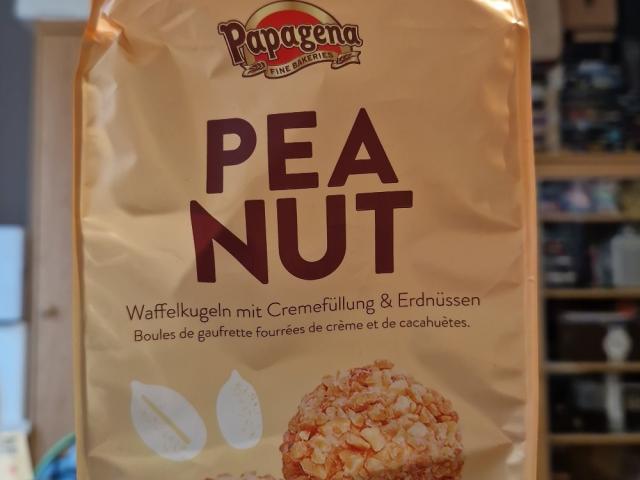 Papagena
FINE BAKERIES
PEA
NUT
Waffelkugeln mit Cremefüllung & Erdnüssen
Boules de gaufrette fourrées de crème et de cacahuètes.